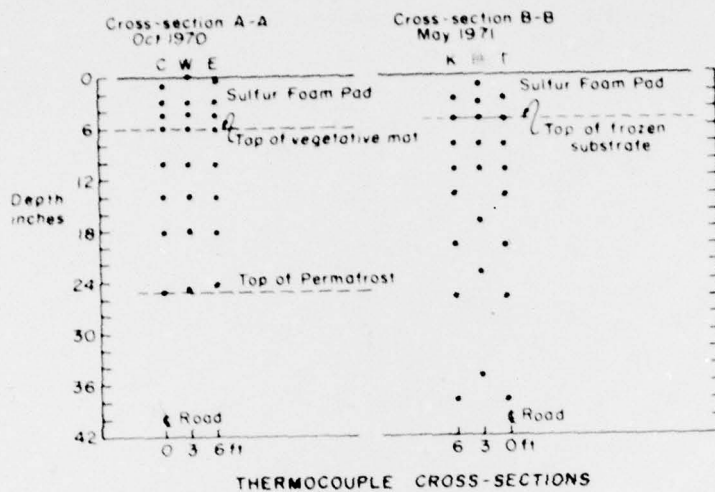 Cross-section A-A
Oct 1970
C W E
Sulfur Foam Pad
Top of vegetative mat
Top of Permafrost
Road
0 3 6 ft
Depth
inches
0
6
12
18
24
30
36
42
Cross-section B-B
May 1971
K T
Sulfur Foam Pad
Top of frozen
substrate
Road
6 3 0 ft
THERMOCOUPLE CROSS-SECTIONS